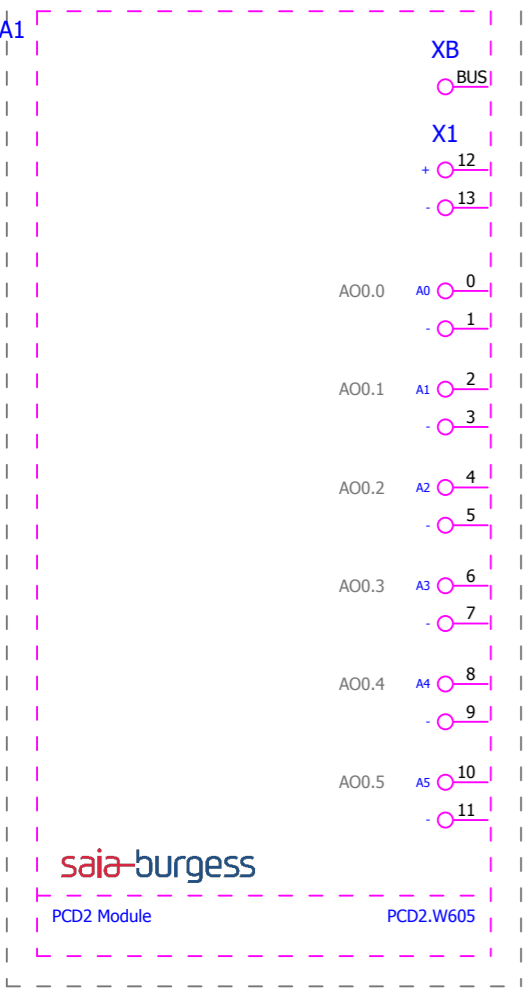 A1
XB
BUS
X1
+ 12
- 13
AO0.0 A0 0
- 1
AO0.1 A1 2
- 3
AO0.2 A2 4
- 5
AO0.3 A3 6
- 7
AO0.4 A4 8
- 9
AO0.5 A5 10
- 11
saia-burgess
PCD2 Module PCD2.W605